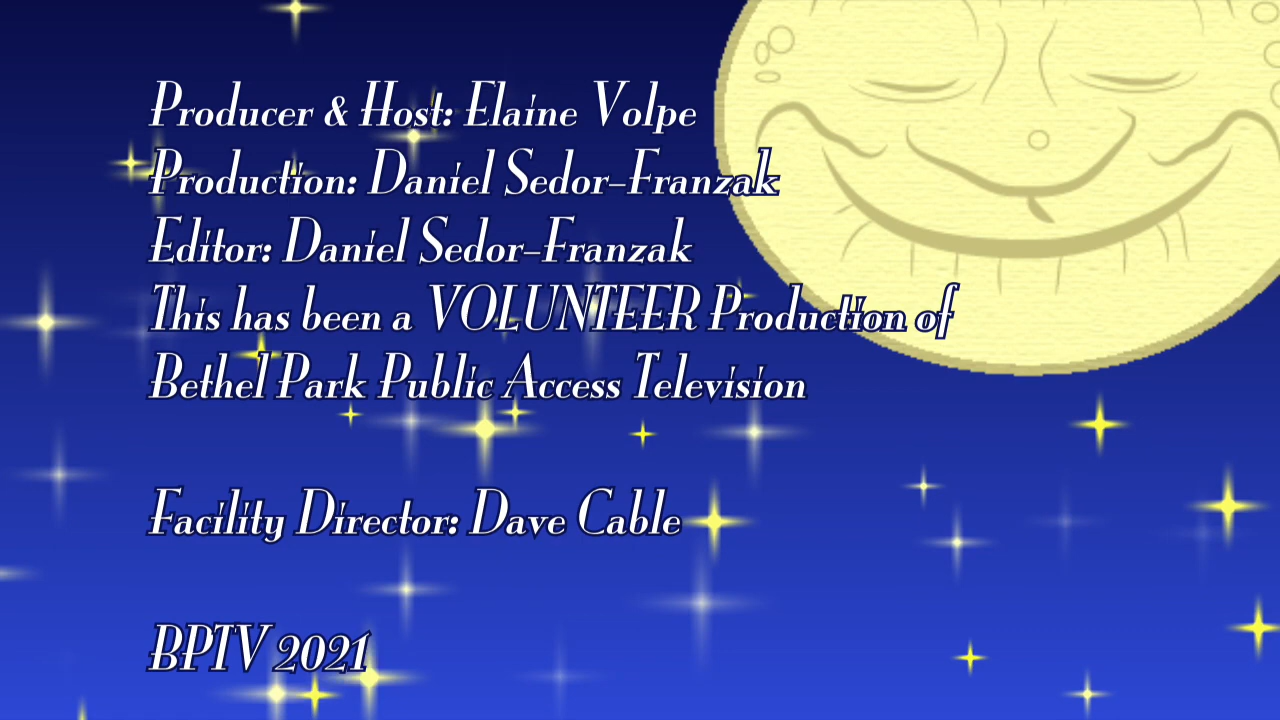 Producer & Host: Elaine Volpe
Production: Daniel Sedor-Franzak
Editor: Daniel Sedor-Franzak
This has been a VOLUNTEER Production of
Bethel Park Public Access Television
Facility Director: Dave Cable
BPTV 2021